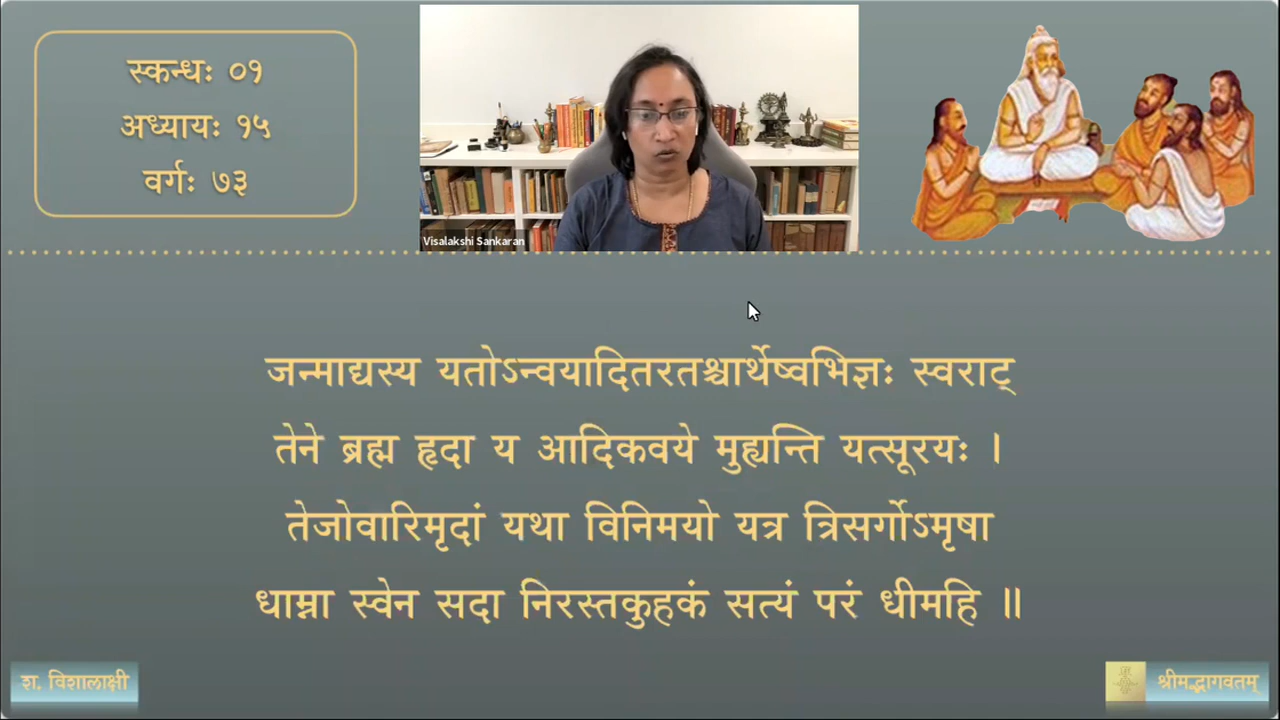 स्कन्धः ०१
अध्यायः १५
वर्गः ७३
Visalakshi Sankaran
जन्माद्यस्य यतोऽन्वयादितरतश्चार्थेष्वभिज्ञः स्वराट्
तेने ब्रह्म हृदा य आदिकवये मुह्यन्ति यत्सूरयः ।
तेजोवारिमृदां यथा विनिमयो यत्र त्रिसर्गोऽमृषा
धाम्ना स्वेन सदा निरस्तकुहकं सत्यं परं धीमहि ॥
श. विशालाक्षी
श्रीमद्भागवतम्